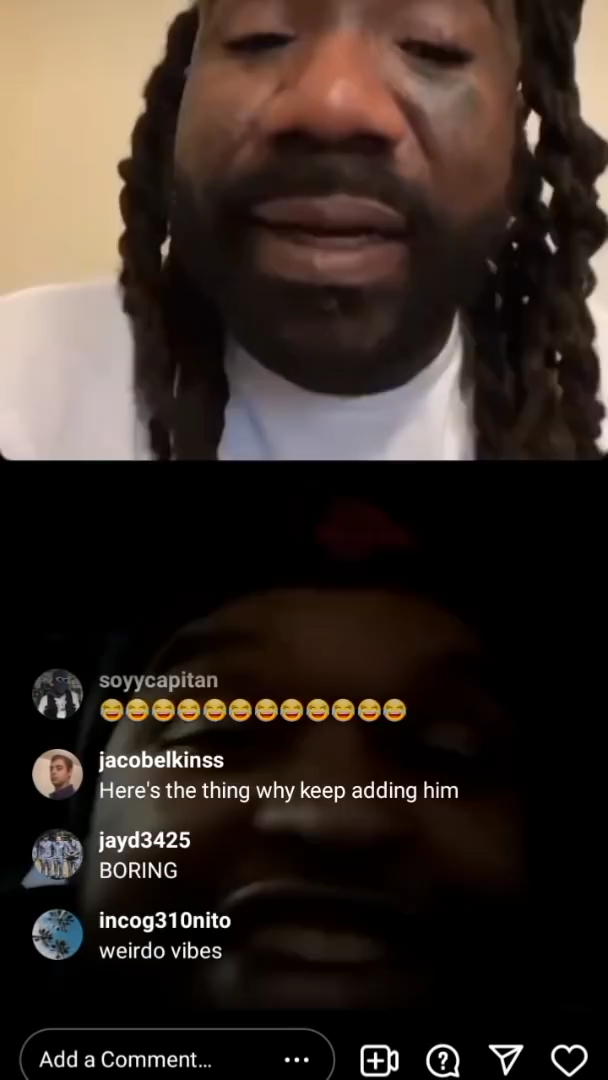 soyycapitan
😂😂😂😂😂😂😂😂😂😂😂😂
jacobelkinss
Here's the thing why keep adding him
jayd3425
BORING
incog310nito
weirdo vibes
Add a Comment...